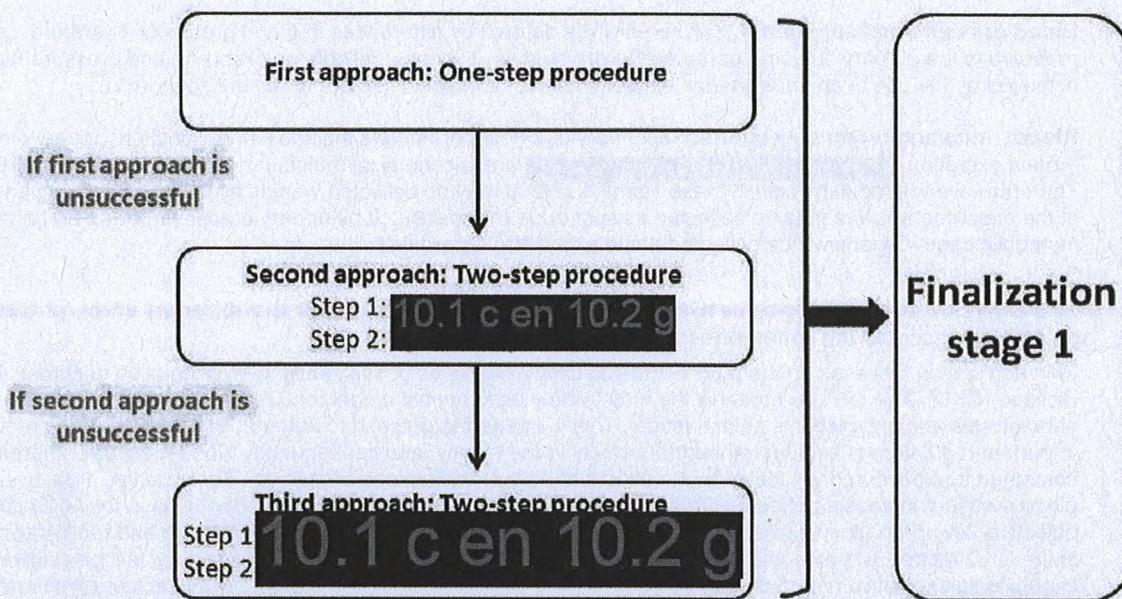 First approach: One-step procedure
If first approach is
unsuccessful
Second approach: Two-step procedure
Step 1:
Step 2:
10.1 c en 10.2 g
If second approach is
unsuccessful
Third approach: Two-step procedure
Step 1
Step 2
10.1 c en 10.2 g
Finalization
stage 1